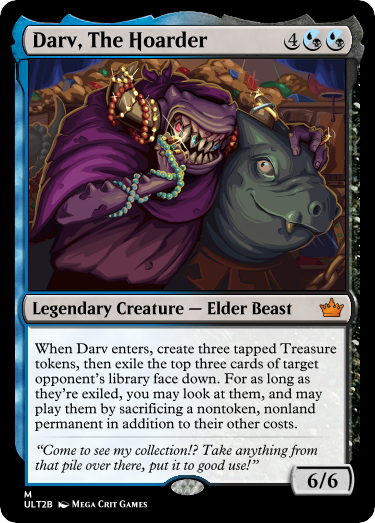 Darv, The Hoarder 4
Legendary Creature — Elder Beast
When Darv enters, create three tapped Treasure
tokens, then exile the top three cards of target
opponent's library face down. For as long as
they're exiled, you may look at them, and may
play them by sacrificing a nontoken, nonland
permanent in addition to their other costs.
“Come to see my collection!? Take anything from
that pile over there, put it to good use!”
6/6
M
ULT2B Mega Crit Games